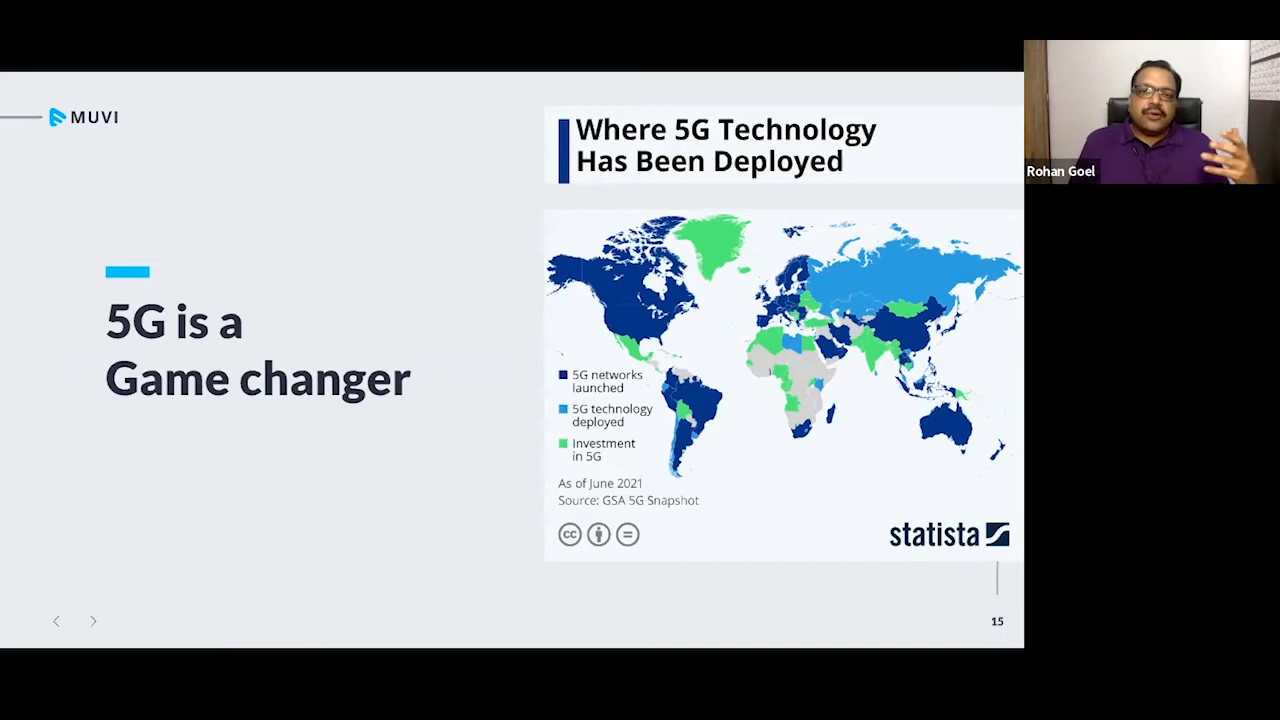 MUVI
5G is a
Game changer
Where 5G Technology
Has Been Deployed
5G networks
launched
5G technology
deployed
Investment
in 5G
As of June 2021
Source: GSA 5G Snapshot
cc
statista
15
Rohan Goel